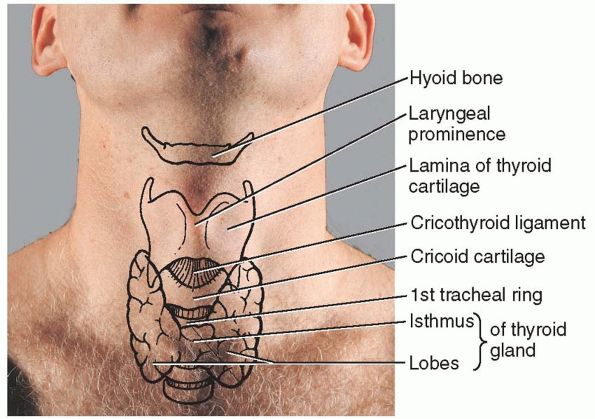 Hyoid bone
Laryngeal
prominence
Lamina of thyroid
cartilage
Cricothyroid ligament
Cricoid cartilage
1st tracheal ring
Isthmus
of thyroid
gland
Lobes